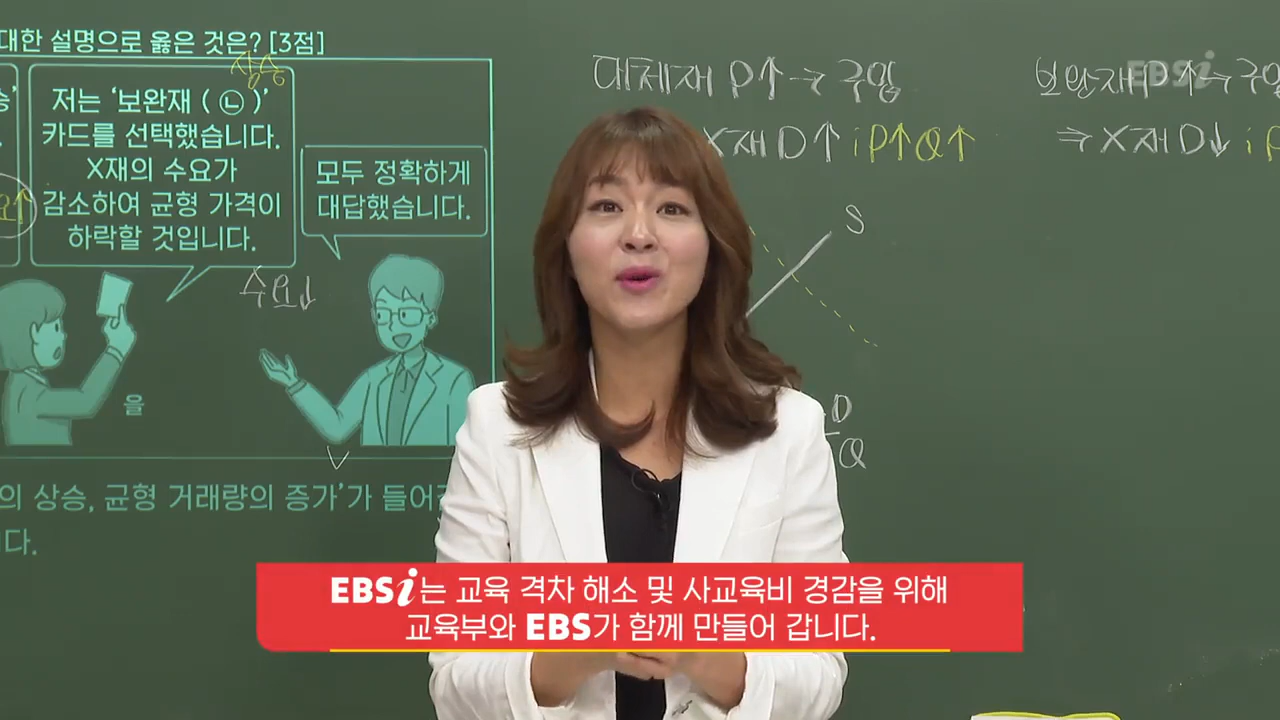 대한 설명으로 옳은 것은? [3점]
상승
저는 '보완재 ( ㉡ )'
카드를 선택했습니다.
X재의 수요가
감소하여 균형 가격이
하락할 것입니다.
모두 정확하게
대답했습니다.
수요↓
을
의 상승, 균형 거래량의 증가'가 들어
다.
대체재 P↑→구입
X재 D↑ iP↑Q↑
보완재P↑→구입
⇒X재D↓ iP
EBSi
S
D
Q
EBSi는 교육 격차 해소 및 사교육비 경감을 위해
교육부와 EBS가 함께 만들어 갑니다.